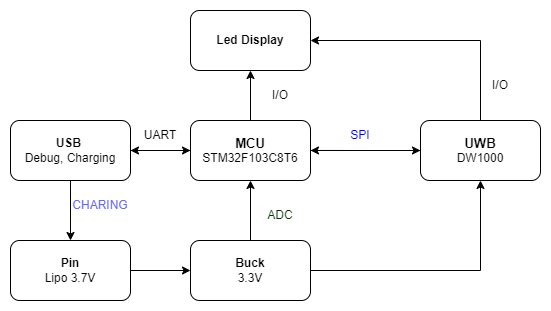 Led Display
I/O
I/O
USB
Debug, Charging
UART
MCU
STM32F103C8T6
SPI
UWB
DW1000
CHARING
ADC
Pin
Lipo 3.7V
Buck
3.3V